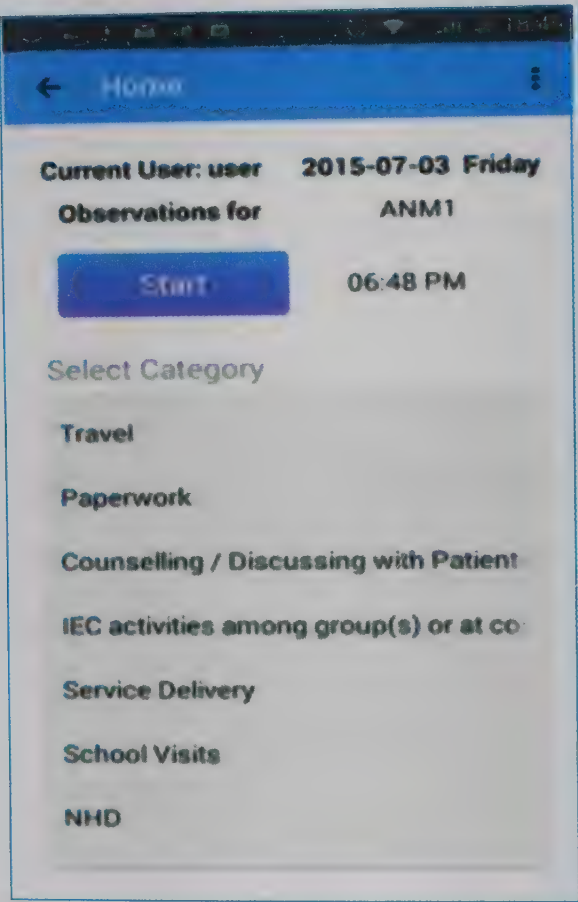 Home
Current User: user 2015-07-03 Friday
Observations for ANM1
Start 06:48 PM
Select Category
Travel
Paperwork
Counselling / Discussing with Patient
IEC activities among group(s) or at co
Service Delivery
School Visits
NHD